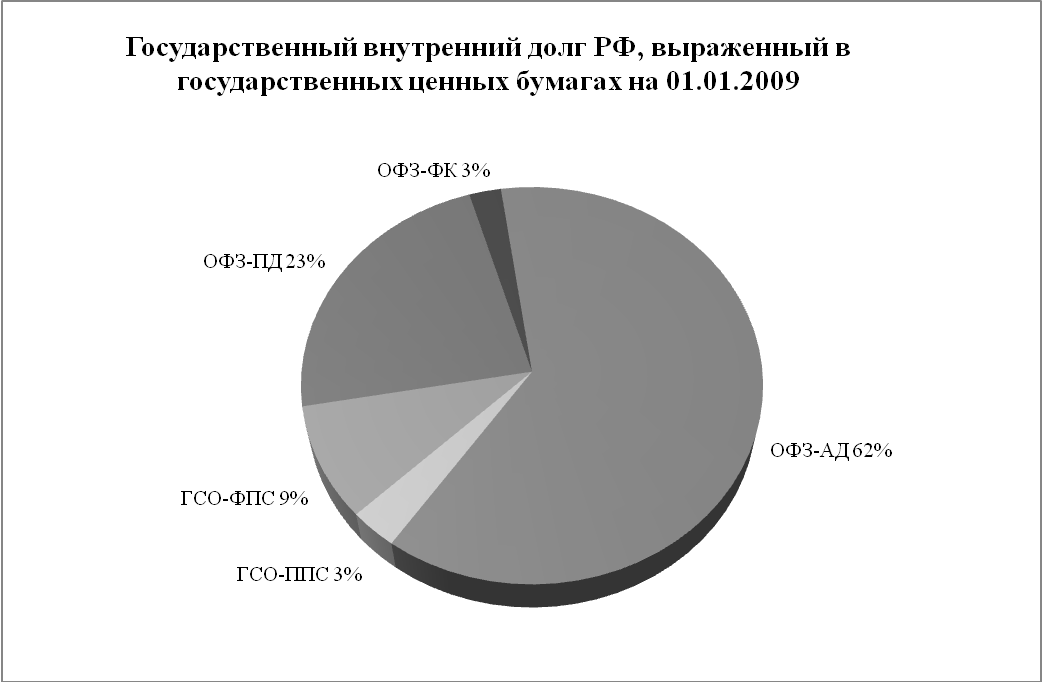 Государственный внутренний долг РФ, выраженный в
государственных ценных бумагах на 01.01.2009
ОФЗ-ФК 3%
ОФЗ-ПД 23%
ОФЗ-АД 62%
ГСО-ФПС 9%
ГСО-ППС 3%